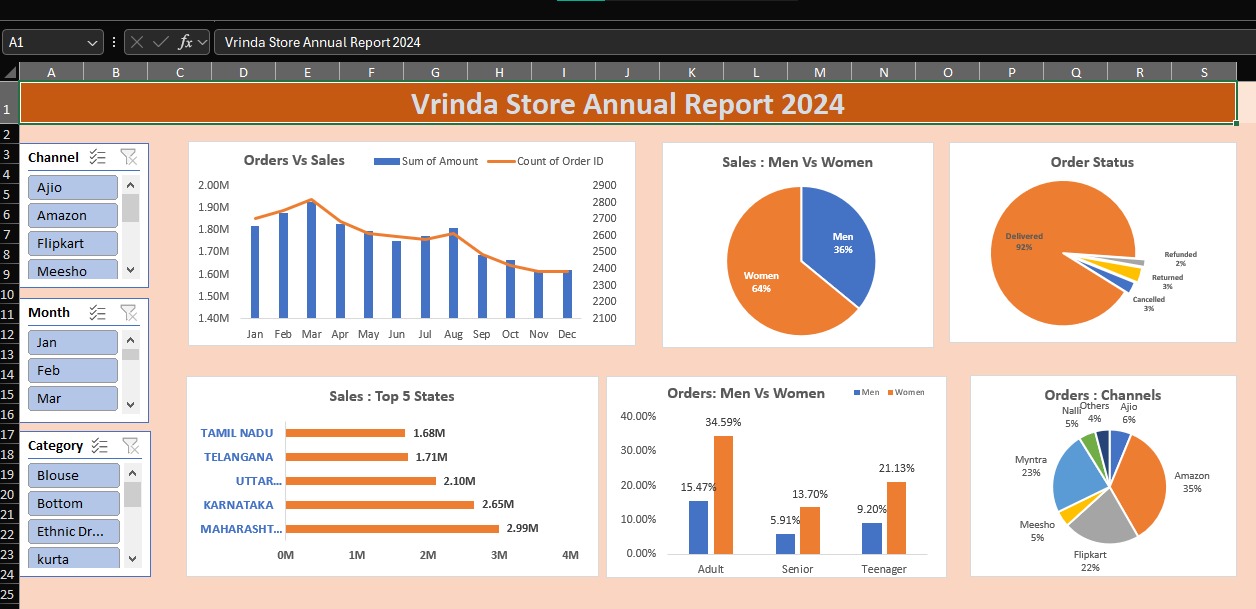 A1
fx
Vrinda Store Annual Report 2024
A B C D E F G H I J K L M N O P Q R S
1
2
3
4
5
6
7
8
9
10
11
12
13
14
15
16
17
18
19
20
21
22
23
24
25
Vrinda Store Annual Report 2024
Channel
Ajio
Amazon
Flipkart
Meesho
Month
Jan
Feb
Mar
Category
Blouse
Bottom
Ethnic Dr...
kurta
Orders Vs Sales
Sum of Amount
Count of Order ID
2.00M
1.90M
1.80M
1.70M
1.60M
1.50M
1.40M
2900
2800
2700
2600
2500
2400
2300
2200
2100
Jan Feb Mar Apr May Jun Jul Aug Sep Oct Nov Dec
Sales : Men Vs Women
Men
36%
Women
64%
Order Status
Delivered
92%
Refunded
2%
Returned
3%
Cancelled
3%
Sales : Top 5 States
TAMIL NADU 1.68M
TELANGANA 1.71M
UTTAR... 2.10M
KARNATAKA 2.65M
MAHARASHT... 2.99M
0M 1M 2M 3M 4M
Orders: Men Vs Women
Men Women
40.00%
30.00%
20.00%
10.00%
0.00%
15.47%
34.59%
5.91%
13.70%
9.20%
21.13%
Adult Senior Teenager
Orders : Channels
Nalli
5%
Others
4%
Ajio
6%
Myntra
23%
Amazon
35%
Meesho
5%
Flipkart
22%